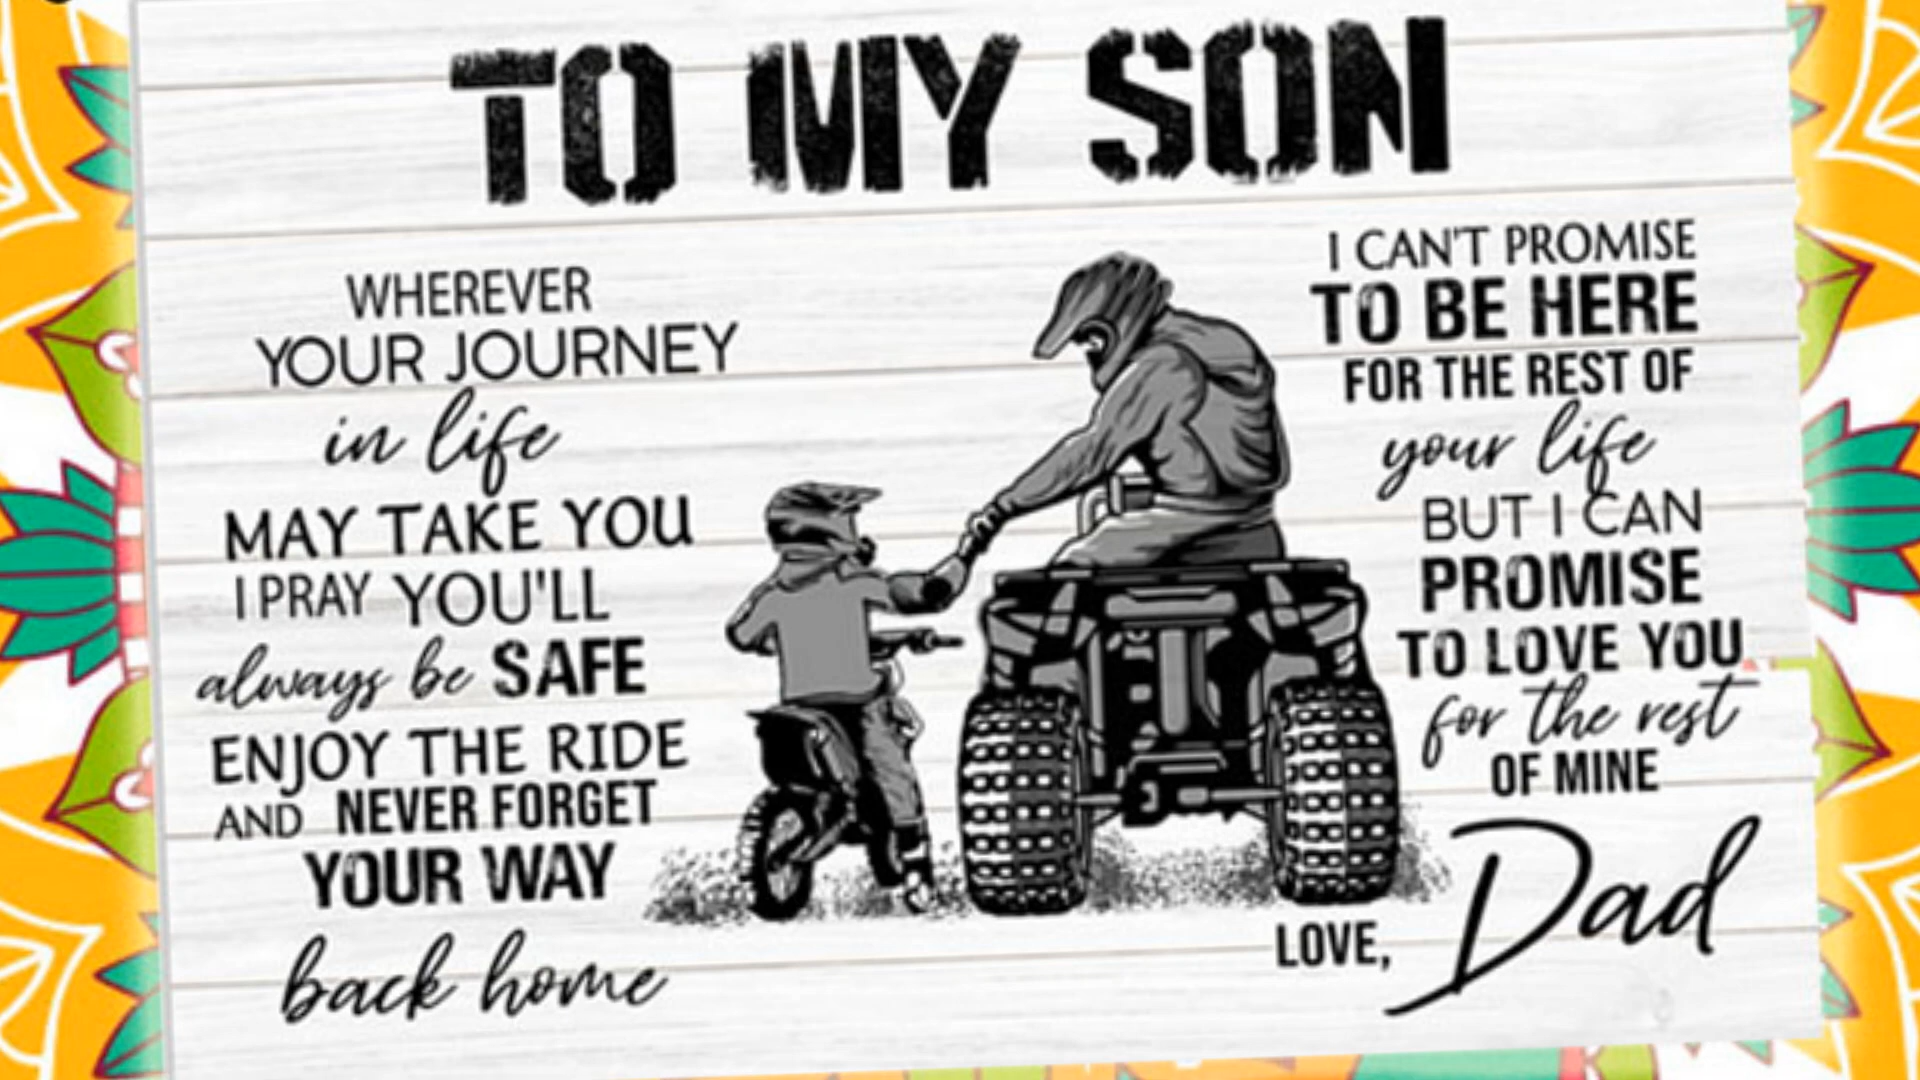 TO MY SON
WHEREVER
YOUR JOURNEY
in life
MAY TAKE YOU
I PRAY YOU'LL
always be SAFE
ENJOY THE RIDE
AND NEVER FORGET
YOUR WAY
back home
I CAN'T PROMISE
TO BE HERE
FOR THE REST OF
your life
BUT I CAN
PROMISE
TO LOVE YOU
for the rest
OF MINE
LOVE, Dad